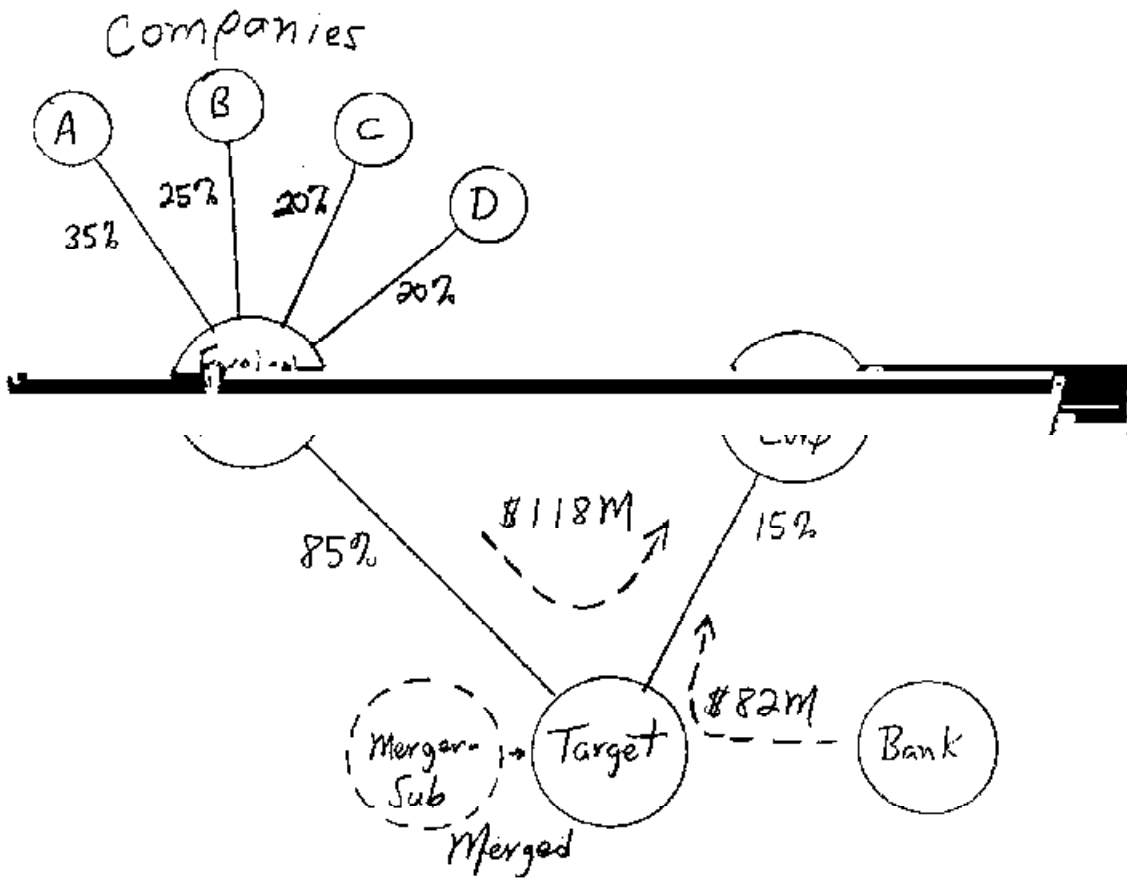 Companies
A
B
C
D
35%
25%
20%
20%
85%
$118M
15%
Merger-
Sub
Target
$82M
Bank
Merged